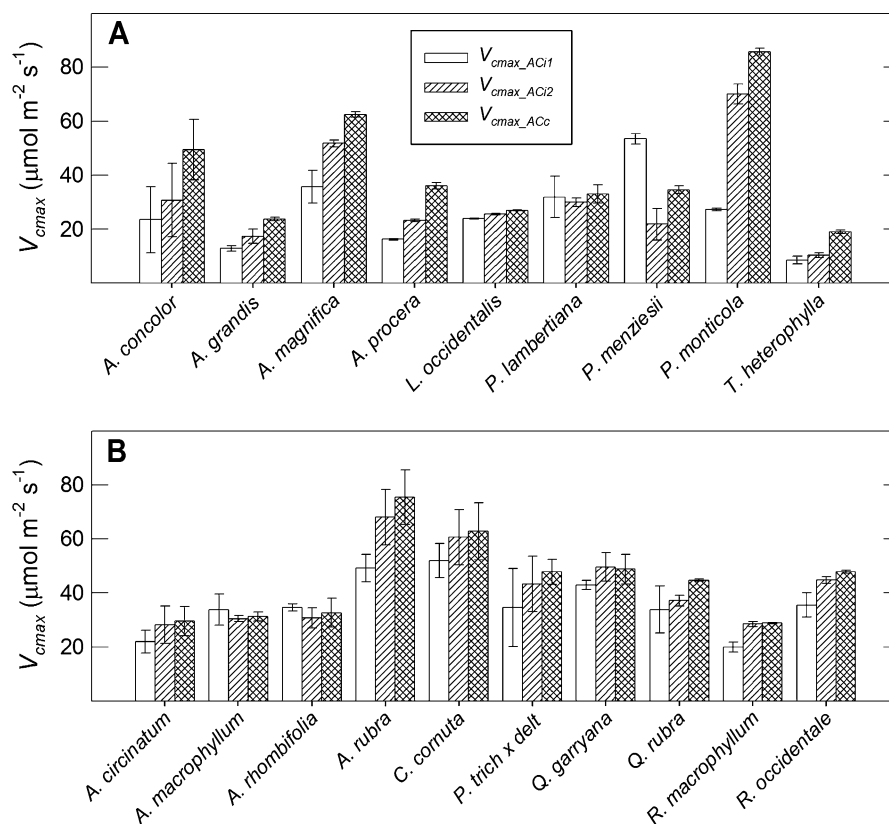 A
V_cmax_ACi1
V_cmax_ACi2
V_cmax_ACc
V_cmax (μmol m⁻² s⁻¹)
80
60
40
20
A. concolor
A. grandis
A. magnifica
A. procera
L. occidentalis
P. lambertiana
P. menziesii
P. monticola
T. heterophylla
B
V_cmax (μmol m⁻² s⁻¹)
80
60
40
20
A. circinatum
A. macrophyllum
A. rhombifolia
A. rubra
C. cornuta
P. trich x delt
Q. garryana
Q. rubra
R. macrophyllum
R. occidentale